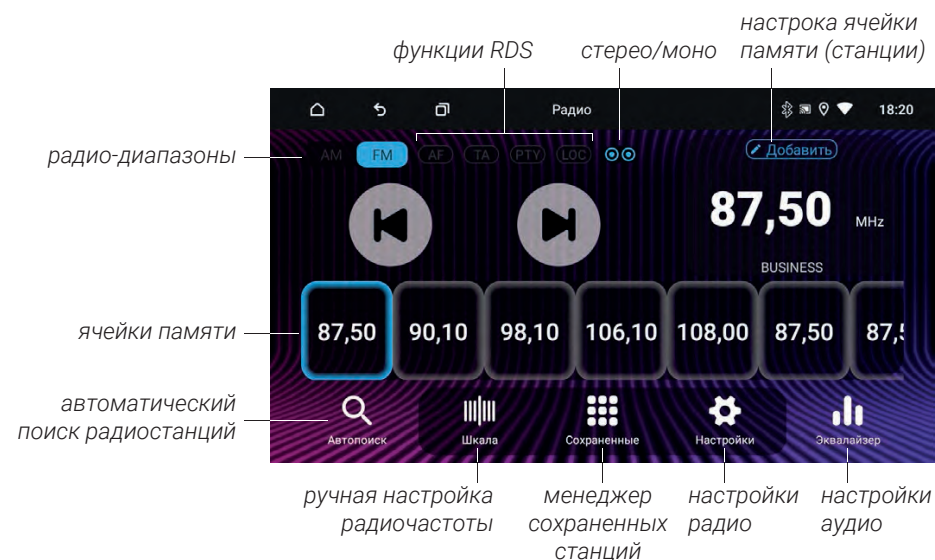 настрока ячейки
памяти (станции)
функции RDS
стерео/моно
Радио
18:20
радио-диапазоны
AM
FM
AF
TA
PTY
LOC
Добавить
87,50
MHz
BUSINESS
ячейки памяти
87,50
90,10
98,10
106,10
108,00
87,50
87,5
автоматический
поиск радиостанций
Автопоиск
Шкала
Сохраненные
Настройки
Эквалайзер
ручная настройка
радиочастоты
менеджер
сохраненных
станций
настройки
радио
настройки
аудио